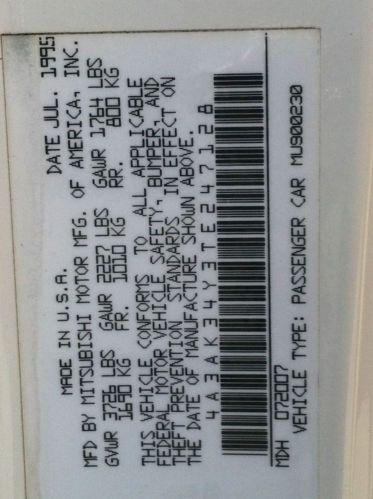 MADE IN U.S.A. DATE JUL. 1995
MFD BY MITSUBISHI MOTOR MFG. OF AMERICA, INC.
GVWR 3726 LBS GAWR 2227 LBS GAWR 1764 LBS
1690 KG FR. 1010 KG RR. 800 KG
THIS VEHICLE CONFORMS TO ALL APPLICABLE
FEDERAL MOTOR VEHICLE SAFETY, BUMPER, AND
THEFT PREVENTION STANDARDS IN EFFECT ON
THE DATE OF MANUFACTURE SHOWN ABOVE.
4A3AK34Y3TE247128
MDH 072007
VEHICLE TYPE: PASSENGER CAR MU900230